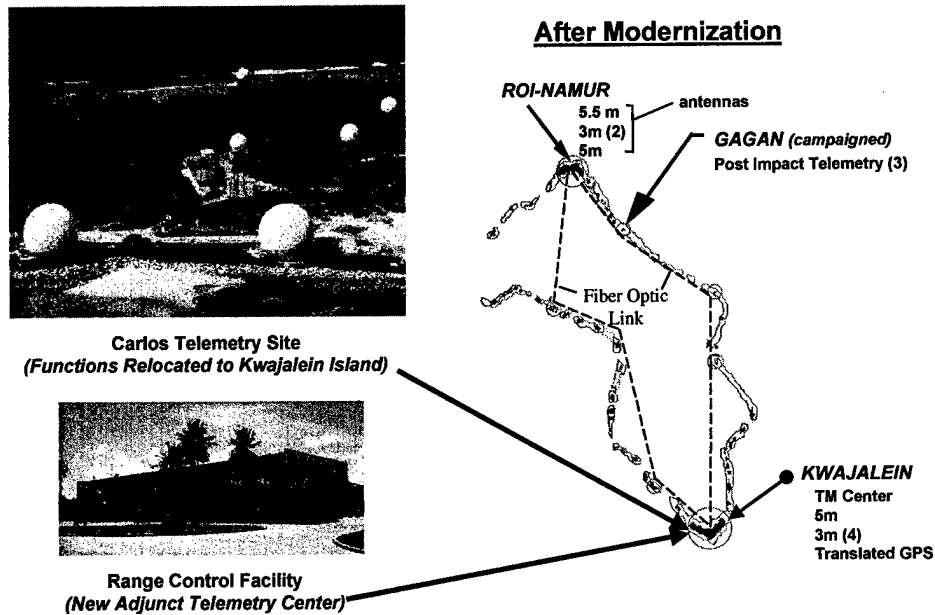 After Modernization
ROI-NAMUR
5.5 m
3m (2)
5m
antennas
GAGAN (campaigned)
Post Impact Telemetry (3)
Fiber Optic
Link
Carlos Telemetry Site
(Functions Relocated to Kwajalein Island)
KWAJALEIN
TM Center
5m
3m (4)
Translated GPS
Range Control Facility
(New Adjunct Telemetry Center)